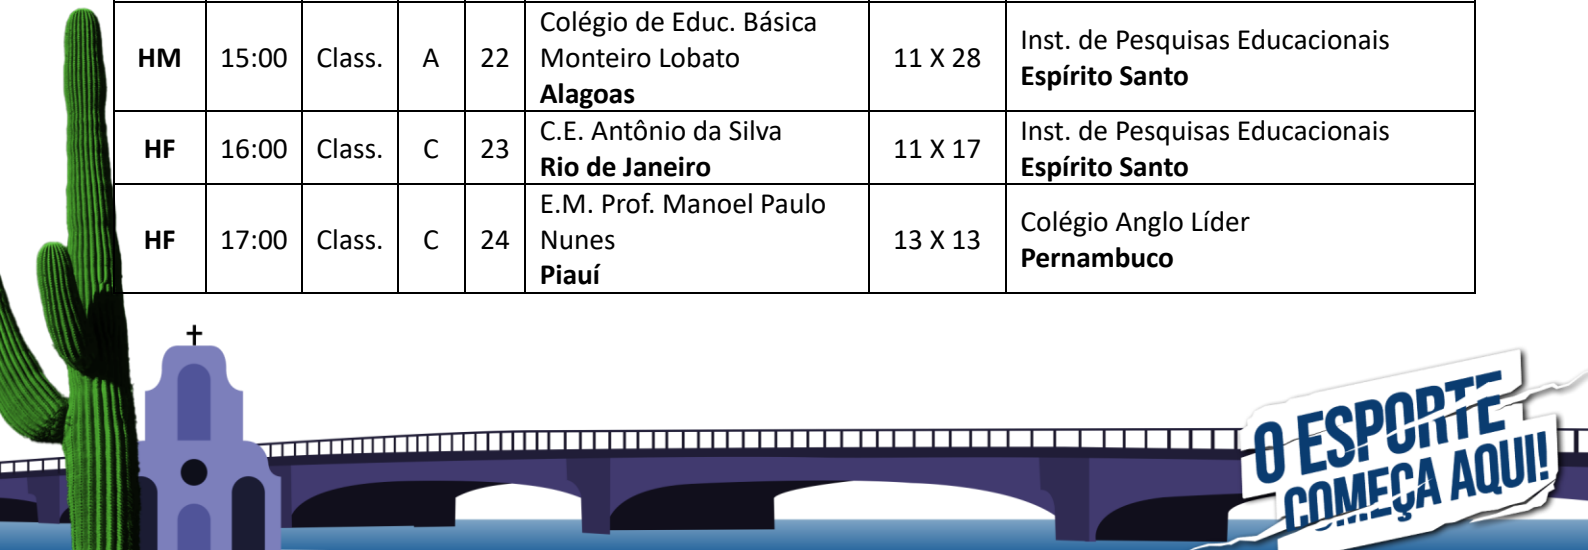 HM 15:00 Class. A 22 Colégio de Educ. Básica Monteiro Lobato Alagoas 11 X 28 Inst. de Pesquisas Educacionais Espírito Santo
HF 16:00 Class. C 23 C.E. Antônio da Silva Rio de Janeiro 11 X 17 Inst. de Pesquisas Educacionais Espírito Santo
HF 17:00 Class. C 24 E.M. Prof. Manoel Paulo Nunes Piauí 13 X 13 Colégio Anglo Líder Pernambuco
O ESPORTE
COMEÇA AQUI!